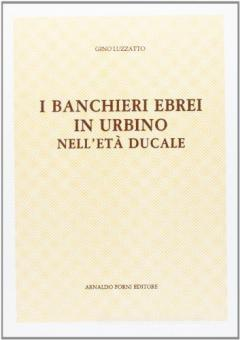 GINO LUZZATTO
I BANCHIERI EBREI
IN URBINO
NELL'ETÀ DUCALE
ARNALDO FORNI EDITORE